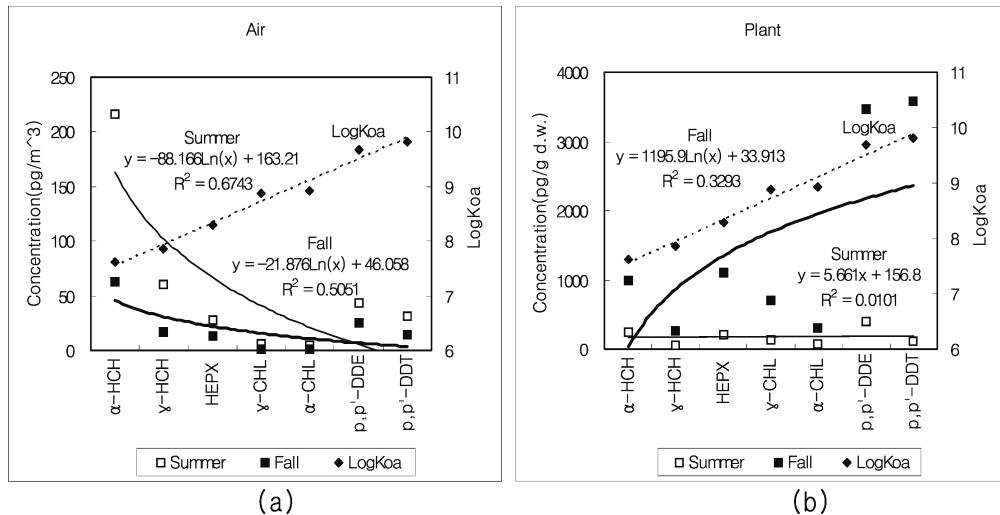 Air
250
200
150
100
50
0
Concentration(pg/m^3)
11
10
9
8
7
6
LogKoa
Summer
y = −88.166Ln(x) + 163.21
R² = 0.6743
LogKoa
Fall
y = −21.876Ln(x) + 46.058
R² = 0.5051
α−HCH
γ−HCH
HEPX
γ−CHL
α−CHL
p,p'−DDE
p,p'−DDT
Summer Fall LogKoa
(a)
Plant
4000
3000
2000
1000
0
Concentration(pg/g d.w.)
11
10
9
8
7
6
LogKoa
Fall
y = 1195.9Ln(x) + 33.913
R² = 0.3293
LogKoa
Summer
y = 5.661x + 156.8
R² = 0.0101
α−HCH
γ−HCH
HEPX
γ−CHL
α−CHL
p,p'−DDE
p,p'−DDT
Summer Fall LogKoa
(b)